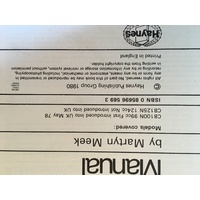 Manual
by Martyn Meek
Models covered:
CB100N 99cc. First introduced into UK May 78
CB125N 124cc. Not introduced into UK
ISBN 0 85696 569 3
© Haynes Publishing Group 1980
All rights reserved. No part of this book may be reproduced or
transmitted in any form or by any means, electronic or mechanical, including photocopying,
recording or by any information storage or retrieval system, without permission
in writing from the copyright holder.
Printed in England
Haynes